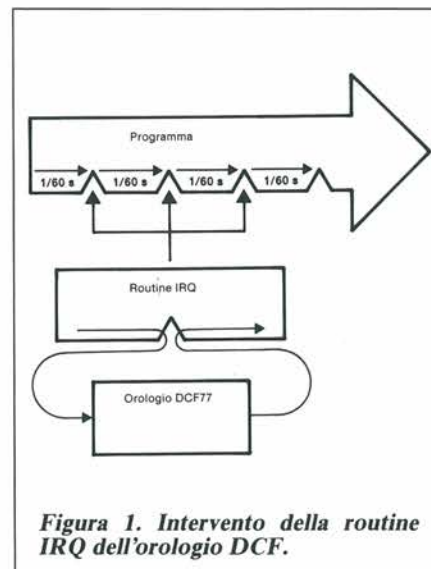 Programma
1/60 s 1/60 s 1/60 s 1/60 s
Routine IRQ
Orologio DCF77
Figura 1. Intervento della routine
IRQ dell'orologio DCF.